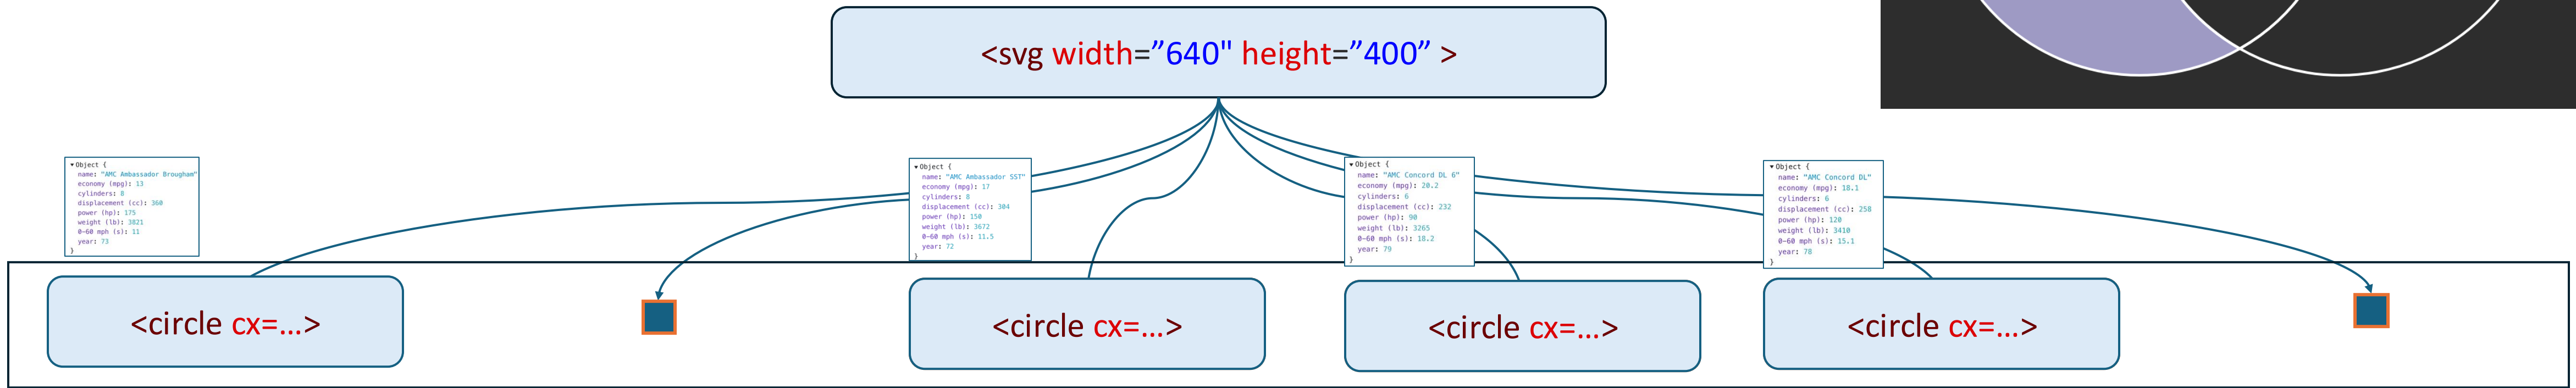 <svg width=”640" height=”400” >
▾Object {
name: "AMC Ambassador Brougham"
economy (mpg): 13
cylinders: 8
displacement (cc): 360
power (hp): 175
weight (lb): 3821
0-60 mph (s): 11
year: 73
}
▾Object {
name: "AMC Ambassador SST"
economy (mpg): 17
cylinders: 8
displacement (cc): 304
power (hp): 150
weight (lb): 3672
0-60 mph (s): 11.5
year: 72
}
▾Object {
name: "AMC Concord DL 6"
economy (mpg): 20.2
cylinders: 6
displacement (cc): 232
power (hp): 90
weight (lb): 3265
0-60 mph (s): 18.2
year: 79
}
▾Object {
name: "AMC Concord DL"
economy (mpg): 18.1
cylinders: 6
displacement (cc): 258
power (hp): 120
weight (lb): 3410
0-60 mph (s): 15.1
year: 78
}
<circle cx=...>
<circle cx=...>
<circle cx=...>
<circle cx=...>